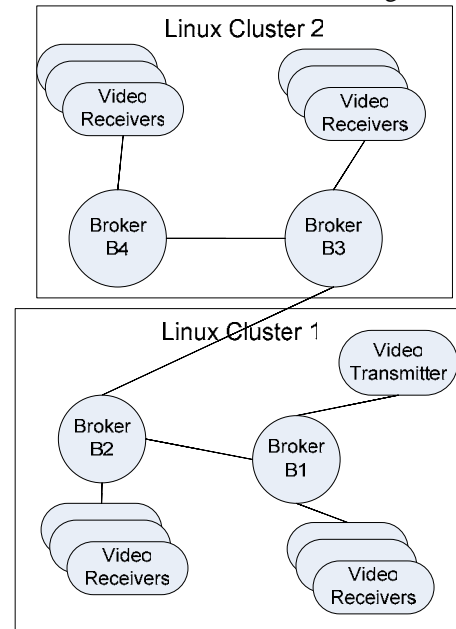 Linux Cluster 2
Video
Receivers
Video
Receivers
Broker
B4
Broker
B3
Linux Cluster 1
Video
Transmitter
Broker
B2
Broker
B1
Video
Receivers
Video
Receivers